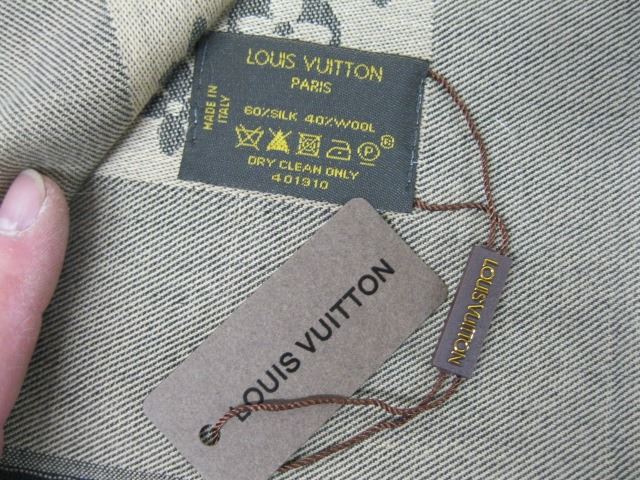 LOUIS VUITTON
PARIS
MADE IN
ITALY
60%SILK 40%WOOL
P
DRY CLEAN ONLY
401910
LOUIS VUITTON
LOUIS VUITTON